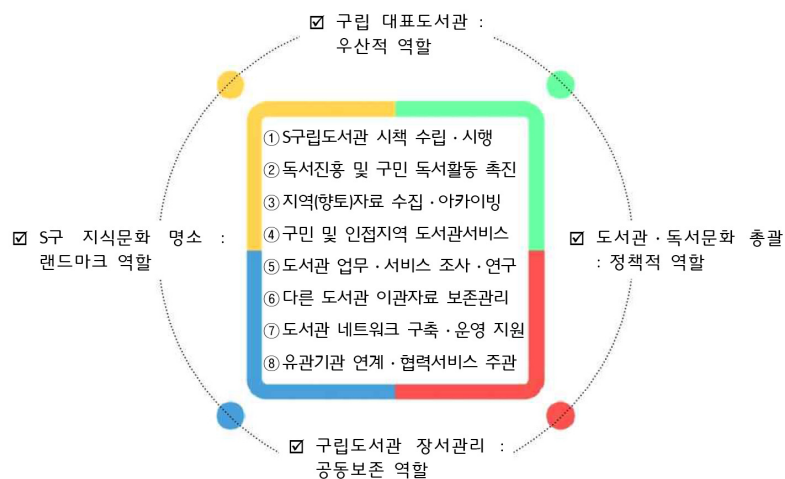 ☑ 구립 대표도서관 :
우산적 역할
① S구립도서관 시책 수립·시행
② 독서진흥 및 구민 독서활동 촉진
③ 지역(향토)자료 수집·아카이빙
④ 구민 및 인접지역 도서관서비스
⑤ 도서관 업무·서비스 조사·연구
⑥ 다른 도서관 이관자료 보존관리
⑦ 도서관 네트워크 구축·운영 지원
⑧ 유관기관 연계·협력서비스 주관
☑ S구 지식문화 명소 :
랜드마크 역할
☑ 도서관·독서문화 총괄
: 정책적 역할
☑ 구립도서관 장서관리 :
공동보존 역할